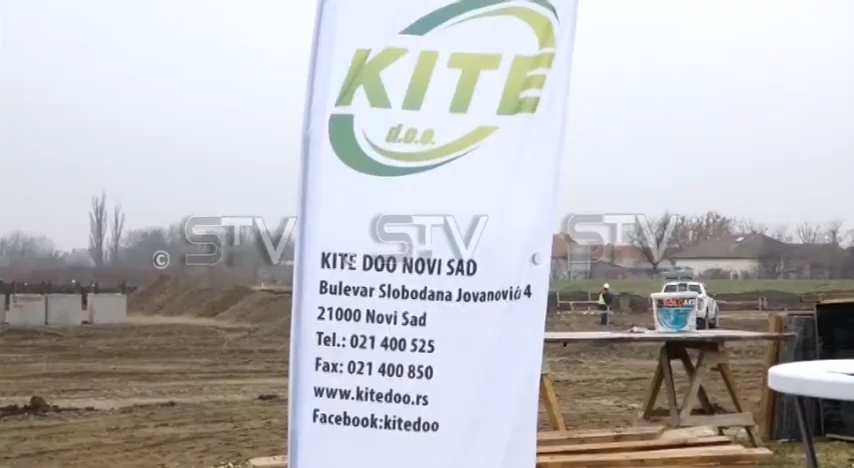 KITE
d.o.o.
© STV STV STV
KITE DOO NOVI SAD
Bulevar Slobodana Jovanovića 4
21000 Novi Sad
Tel.: 021 400 525
Fax.: 021 400 850
www.kitedoo.rs
Facebook:kitedoo